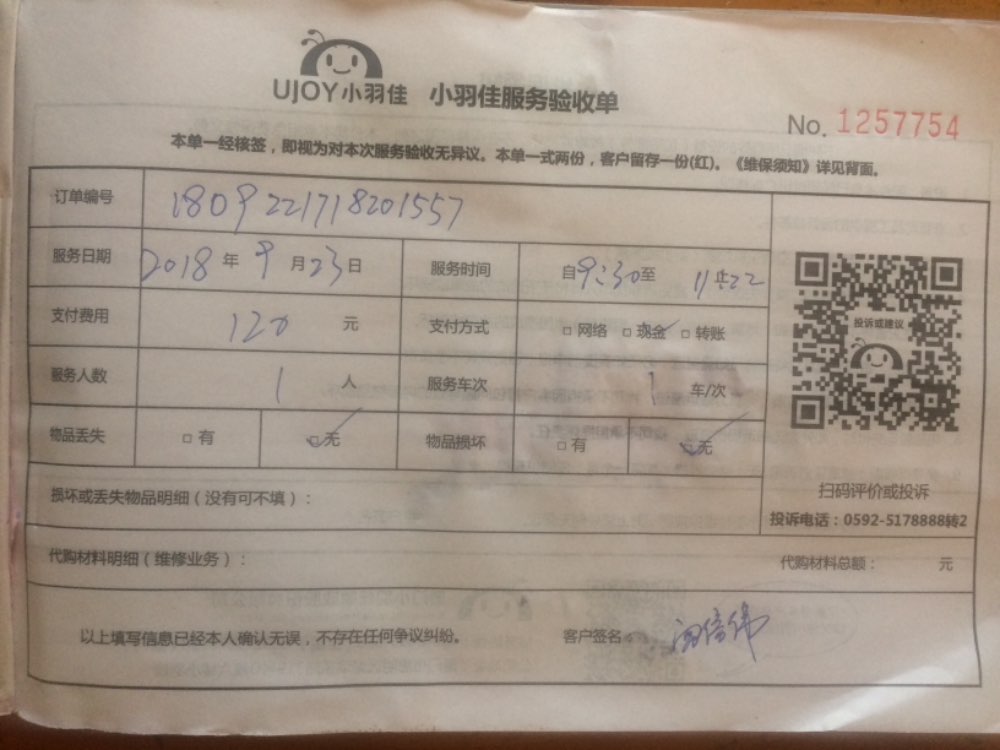 UJOY小羽佳 小羽佳服务验收单
No. 1257754
本单一经核签，即视为对本次服务验收无异议。本单一式两份，客户留存一份(红)。《维保须知》详见背面。
订单编号 1809221718201557
服务日期 2018 年 9 月 23 日 服务时间 自 9:30 至 11:22
投诉或建议
支付费用 120 元 支付方式 □ 网络 □ 现金 □ 转账
服务人数 1 人 服务车次 1 车/次
物品丢失 □ 有 □ 无 物品损坏 □ 有 □ 无
损坏或丢失物品明细（没有可不填）：
扫码评价或投诉
投诉电话：0592-5178888转2
代购材料明细（维修业务）： 代购材料总额： 元
以上填写信息已经本人确认无误，不存在任何争议纠纷。 客户签名：